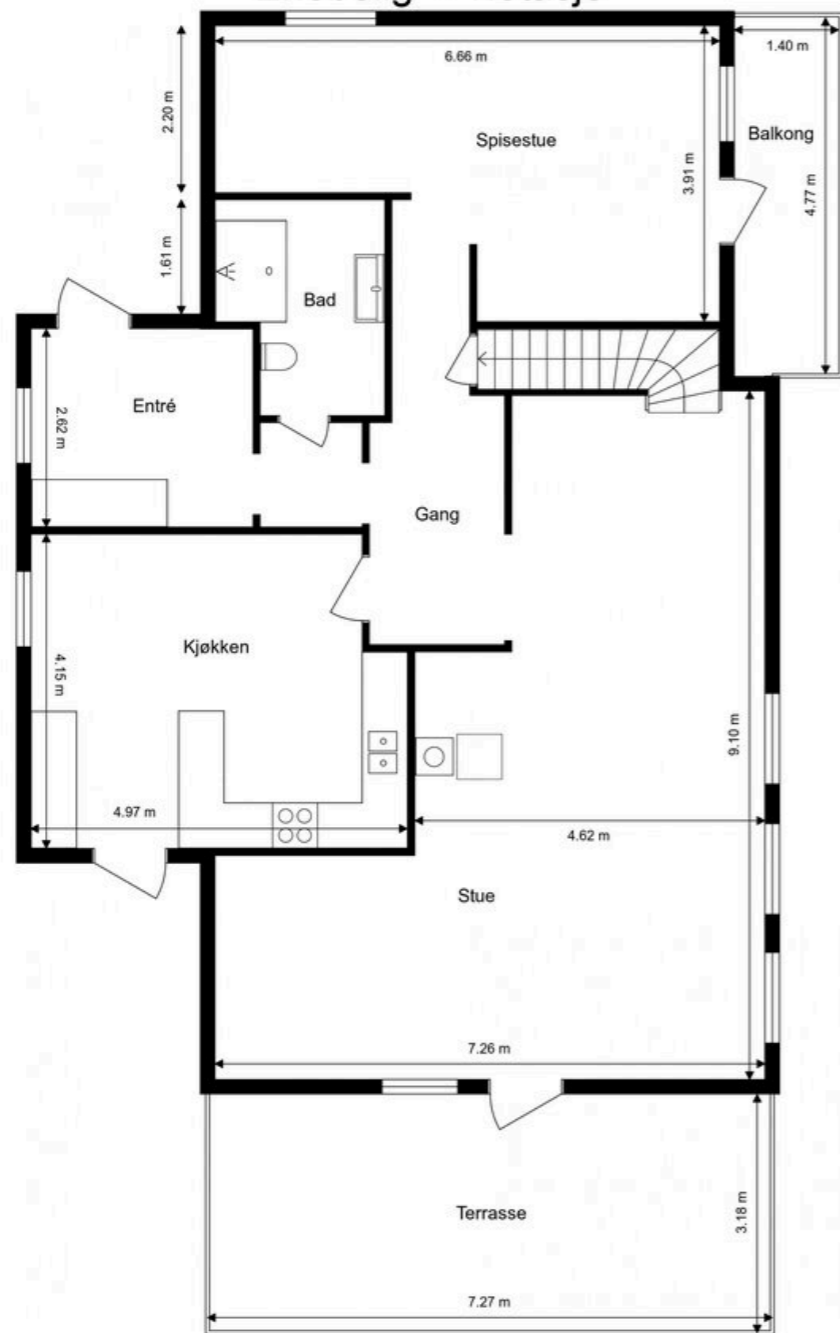 6.66 m
1.40 m
2.20 m
Spisestue
Balkong
3.91 m
4.77 m
1.61 m
Bad
Entré
2.62 m
Gang
Kjøkken
4.15 m
9.10 m
4.97 m
4.62 m
Stue
7.26 m
Terrasse
3.18 m
7.27 m